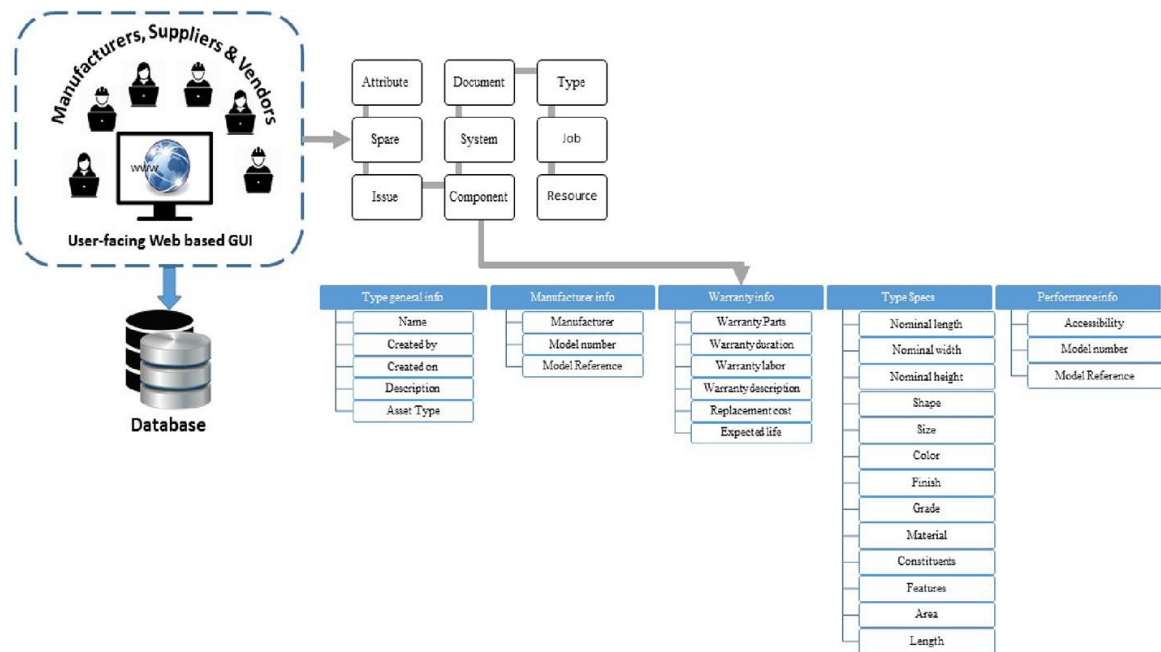 Manufacturers, Suppliers & Vendors
www
User-facing Web based GUI
Database
Attribute
Document
Type
Spare
System
Job
Issue
Component
Resource
Type general info
Name
Created by
Created on
Description
Asset Type
Manufacturer info
Manufacturer
Model number
Model Reference
Warranty info
Warranty Parts
Warranty duration
Warranty labor
Warranty description
Replacement cost
Expected life
Type Specs
Nominal length
Nominal width
Nominal height
Shape
Size
Color
Finish
Grade
Material
Constituents
Features
Area
Length
Performance info
Accessibility
Model number
Model Reference